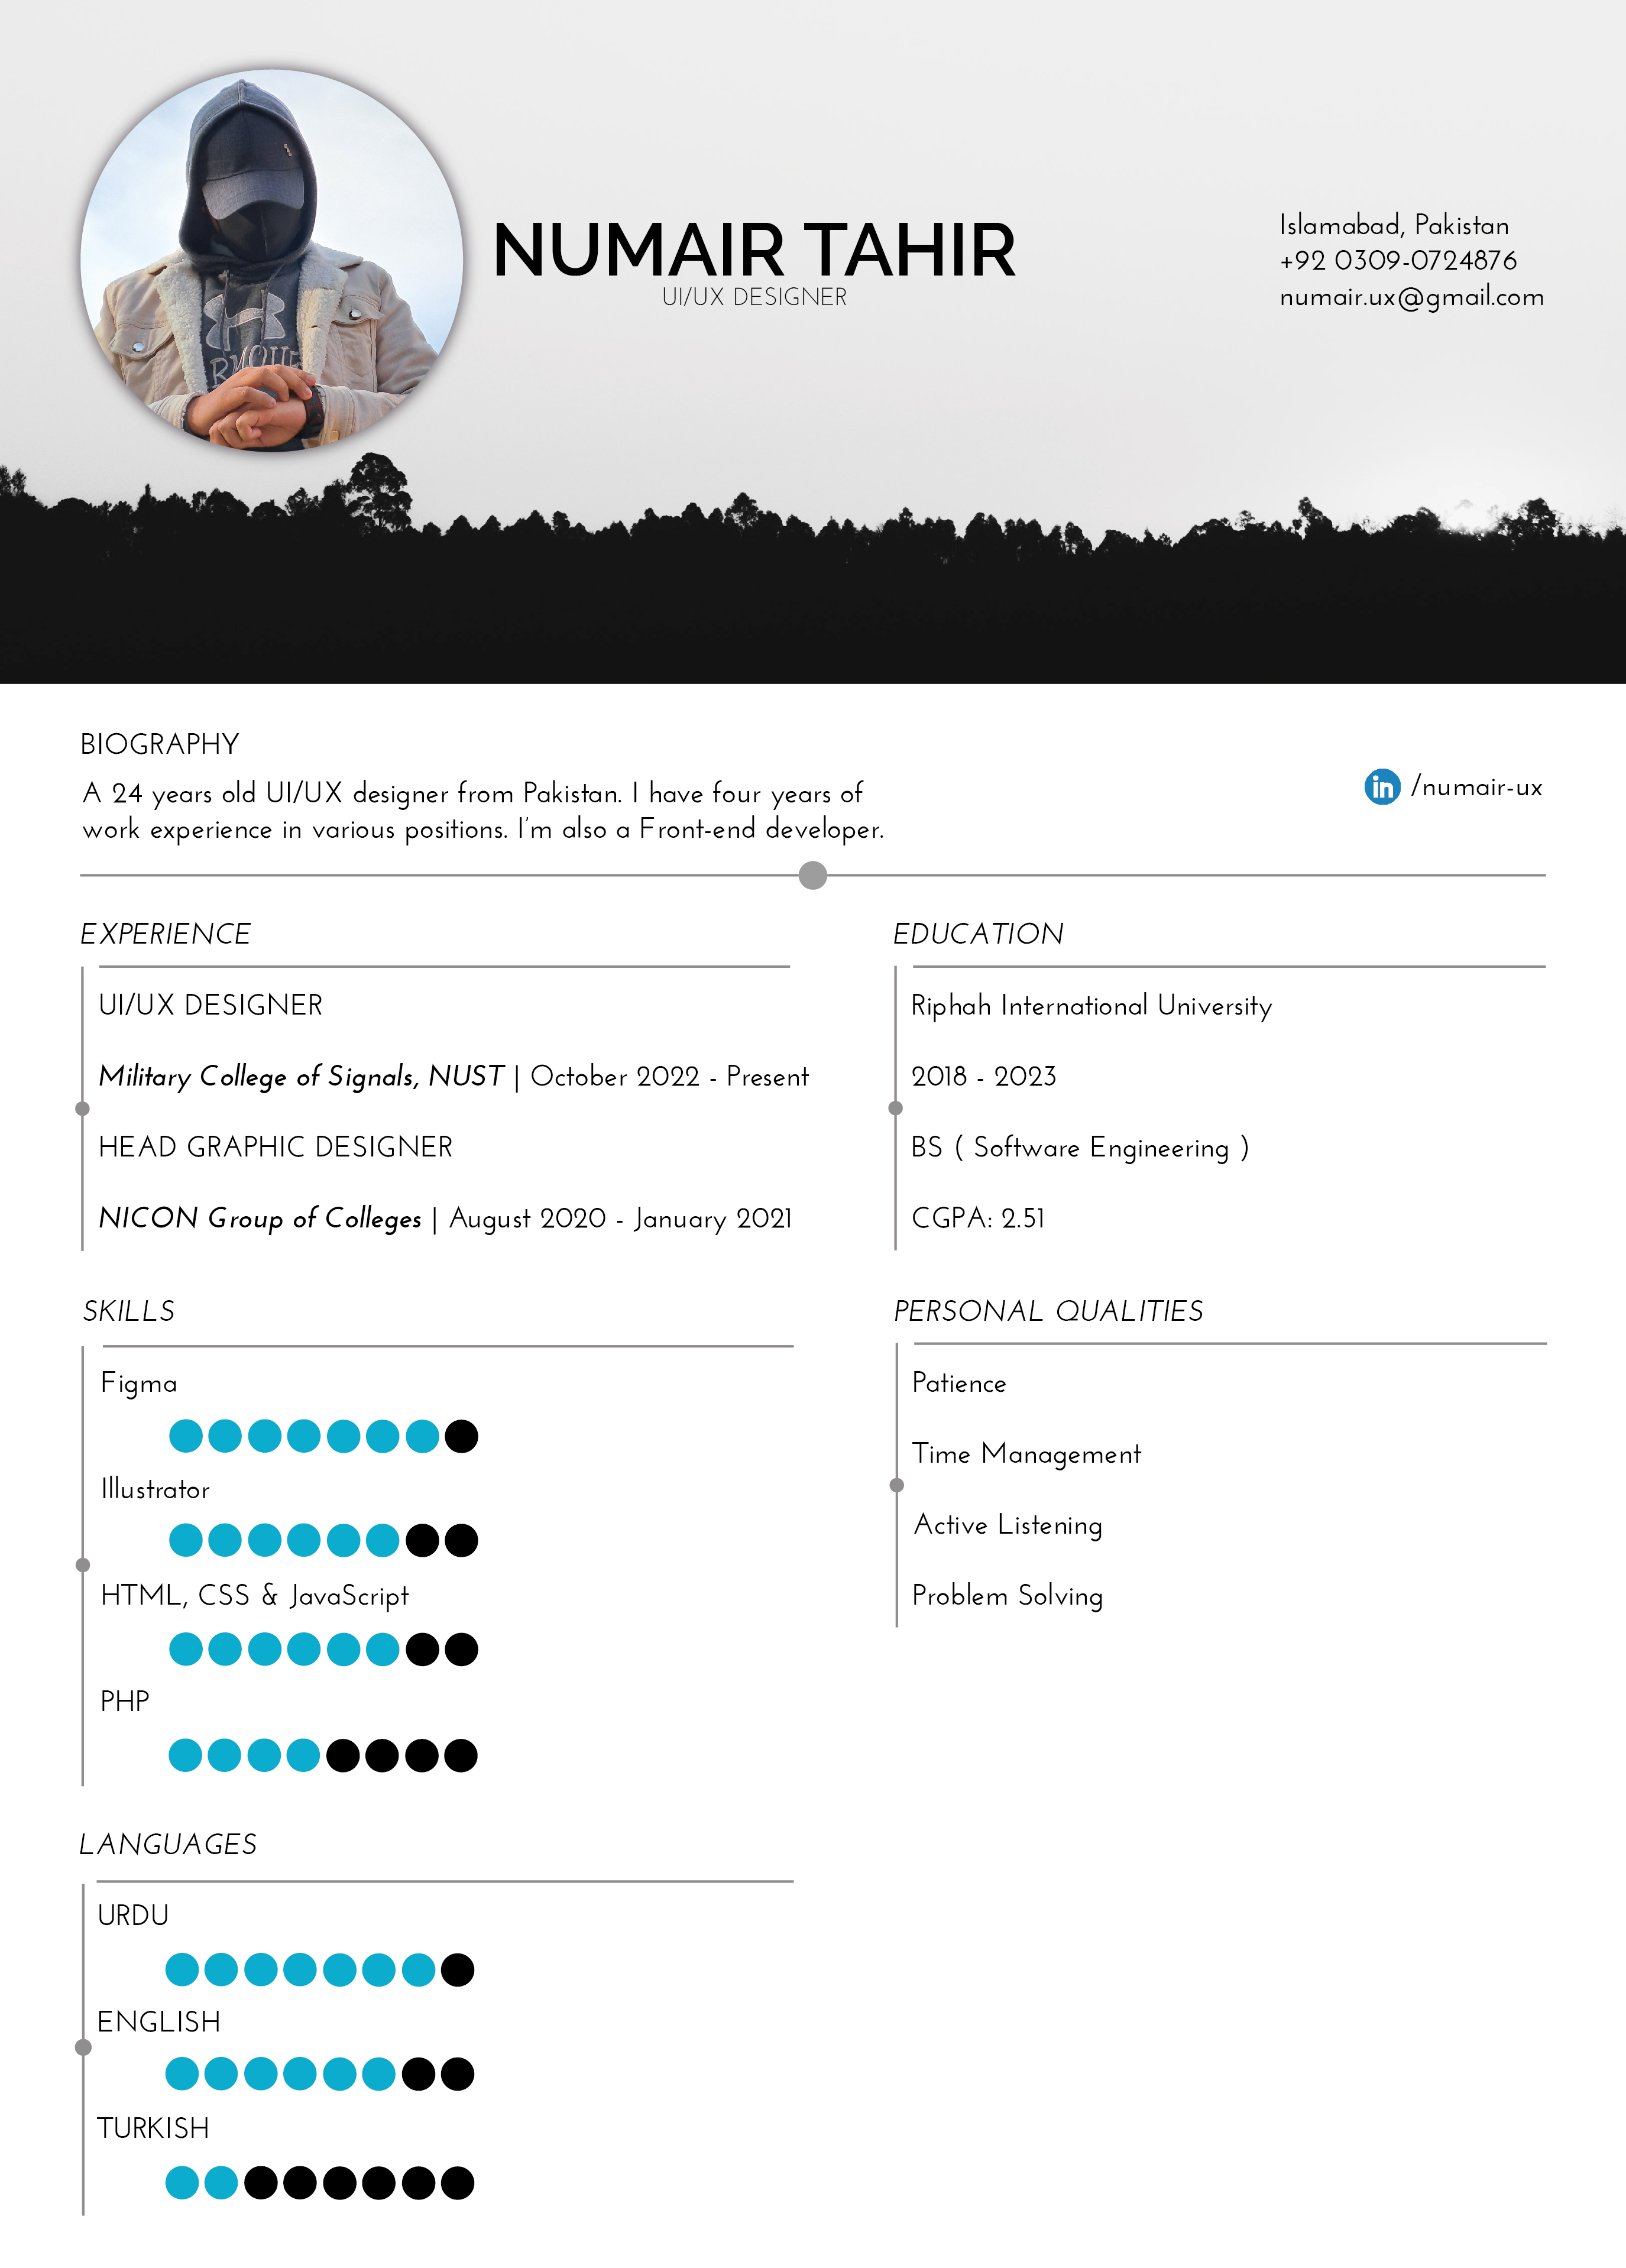 NUMAIR TAHIR
UI/UX DESIGNER
Islamabad, Pakistan
+92 0309-0724876
numair.ux@gmail.com
BIOGRAPHY
A 24 years old UI/UX designer from Pakistan. I have four years of
work experience in various positions. I'm also a Front-end developer.
in /numair-ux
EXPERIENCE
UI/UX DESIGNER
Military College of Signals, NUST | October 2022 - Present
HEAD GRAPHIC DESIGNER
NICON Group of Colleges | August 2020 - January 2021
EDUCATION
Riphah International University
2018 - 2023
BS ( Software Engineering )
CGPA: 2.51
SKILLS
Figma
Illustrator
HTML, CSS & JavaScript
PHP
PERSONAL QUALITIES
Patience
Time Management
Active Listening
Problem Solving
LANGUAGES
URDU
ENGLISH
TURKISH